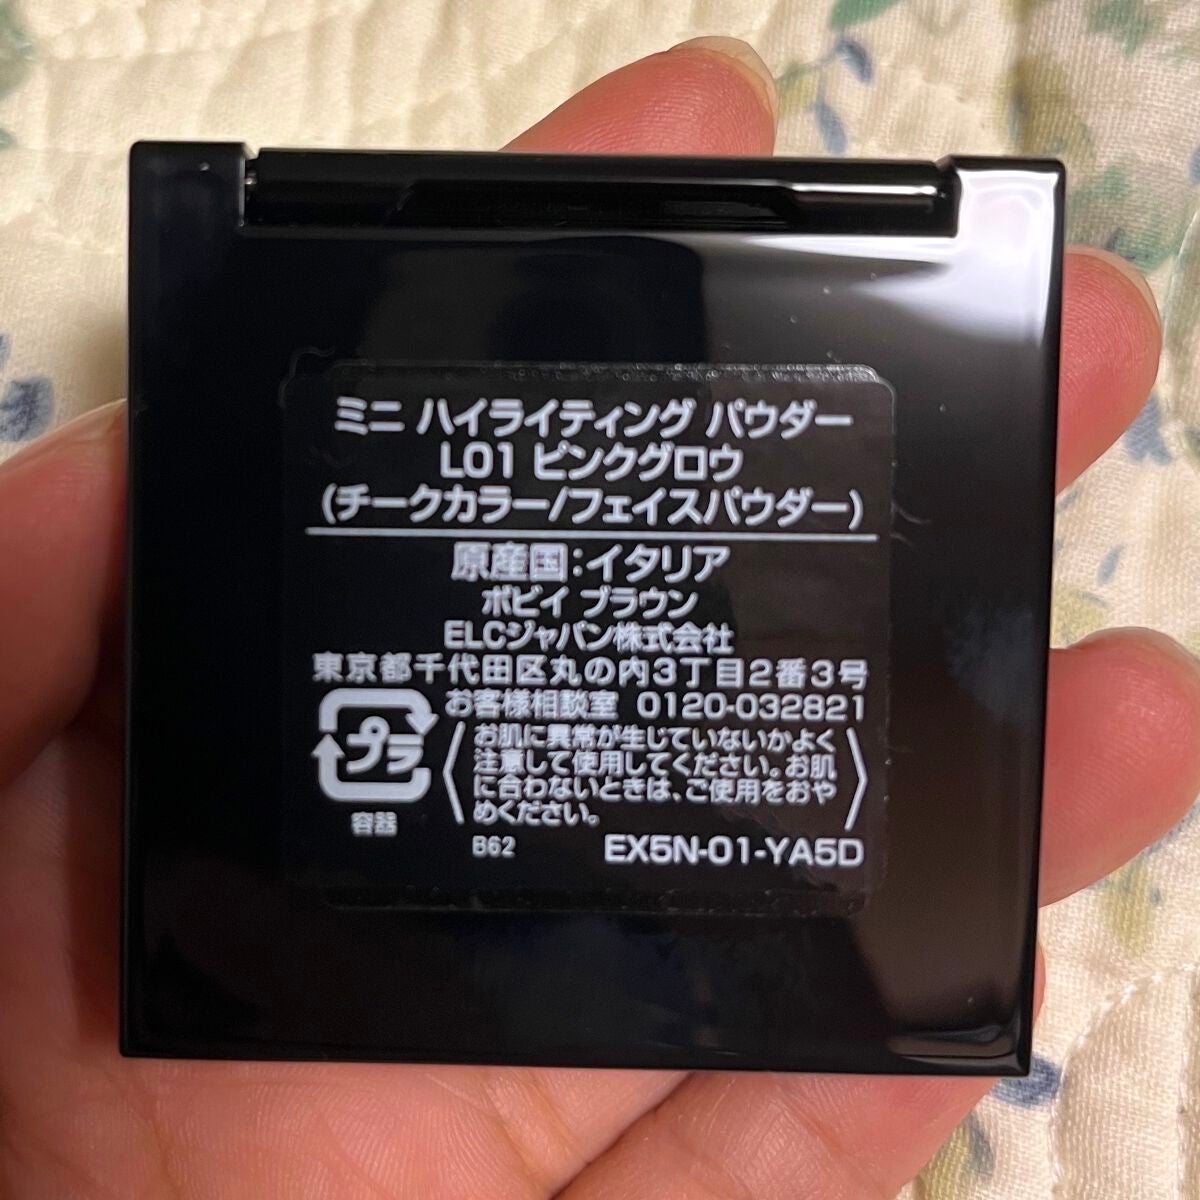 ミニ ハイライティング パウダー
L01 ピンクグロウ
(チークカラー/フェイスパウダー)
原産国:イタリア
ボビイ ブラウン
ELCジャパン株式会社
東京都千代田区丸の内3丁目2番3号
お客様相談室 0120-032821
プラ
容器
お肌に異常が生じていないかよく
注意して使用してください。お肌
に合わないときは、ご使用をおや
めください。
B62 EX5N-01-YA5D